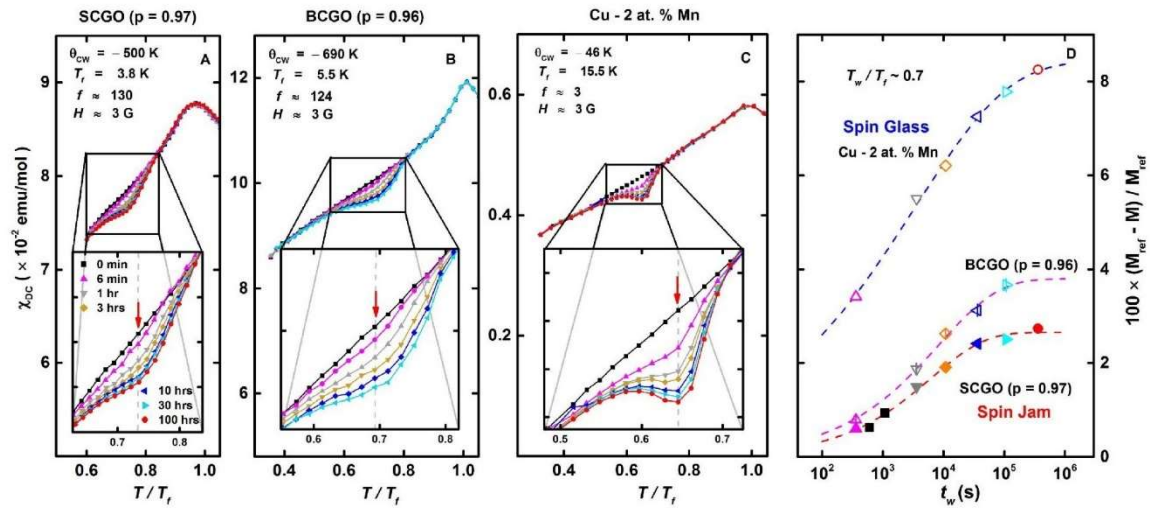 SCGO (p = 0.97)
BCGO (p = 0.96)
Cu - 2 at. % Mn
χDC ( × 10⁻² emu/mol )
A
θCW = − 500 K
Tf = 3.8 K
f ≈ 130
H ≈ 3 G
9
8
7
6
5
0 min
6 min
1 hr
3 hrs
10 hrs
30 hrs
100 hrs
0.7
0.8
0.6
0.8
1.0
T / Tf
B
θCW = − 690 K
Tf = 5.5 K
f ≈ 124
H ≈ 3 G
12
10
8
6
0.6
0.7
0.8
0.4
0.6
0.8
1.0
T / Tf
C
θCW = − 46 K
Tf = 15.5 K
f ≈ 3
H ≈ 3 G
0.6
0.4
0.2
0.5
0.6
0.7
0.4
0.6
0.8
1.0
T / Tf
D
Tw / Tf ~ 0.7
Spin Glass
Cu - 2 at. % Mn
BCGO (p = 0.96)
SCGO (p = 0.97)
Spin Jam
8
6
4
2
0
100 × (Mref - M) / Mref
10²
10³
10⁴
10⁵
10⁶
tw (s)